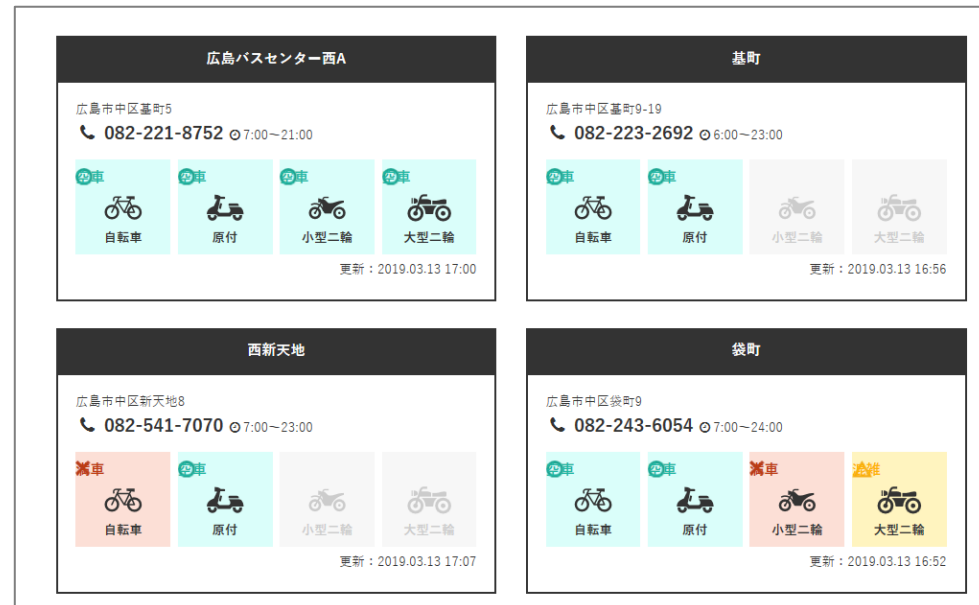 広島バスセンター西A
広島市中区基町5
082-221-8752 7:00～21:00
空車 空車 空車 空車
自転車 原付 小型二輪 大型二輪
更新：2019.03.13 17:00
基町
広島市中区基町9-19
082-223-2692 6:00～23:00
空車 空車
自転車 原付 小型二輪 大型二輪
更新：2019.03.13 16:56
西新天地
広島市中区新天地8
082-541-7070 7:00～23:00
満車 空車
自転車 原付 小型二輪 大型二輪
更新：2019.03.13 17:07
袋町
広島市中区袋町9
082-243-6054 7:00～24:00
空車 空車 満車 混雑
自転車 原付 小型二輪 大型二輪
更新：2019.03.13 16:52